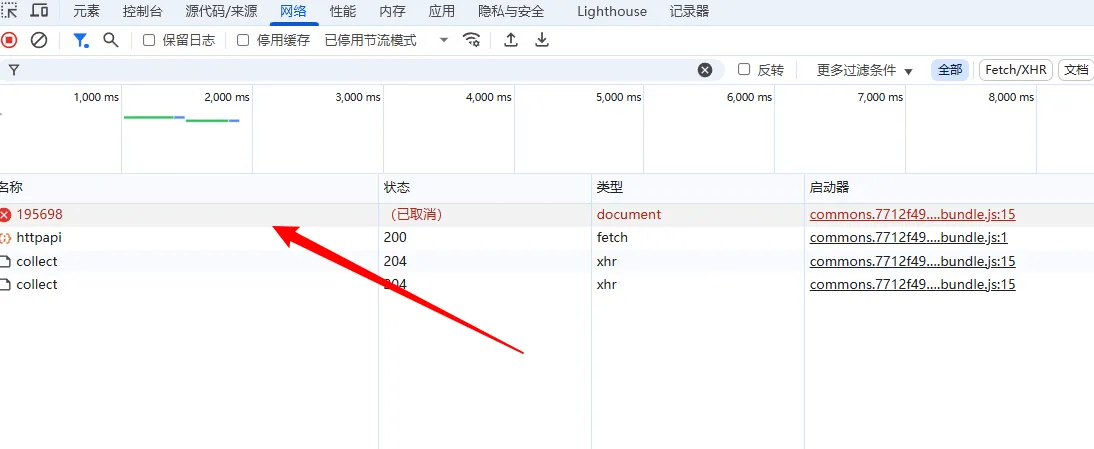 元素 控制台 源代码/来源 网络 性能 内存 应用 隐私与安全 Lighthouse 记录器
保留日志 停用缓存 已停用节流模式
反转 更多过滤条件 全部 Fetch/XHR 文档
1,000 ms 2,000 ms 3,000 ms 4,000 ms 5,000 ms 6,000 ms 7,000 ms 8,000 ms
名称 状态 类型 启动器
195698 (已取消) document commons.7712f49....bundle.js:15
httpapi 200 fetch commons.7712f49....bundle.js:1
collect 204 xhr commons.7712f49....bundle.js:15
collect 204 xhr commons.7712f49....bundle.js:15